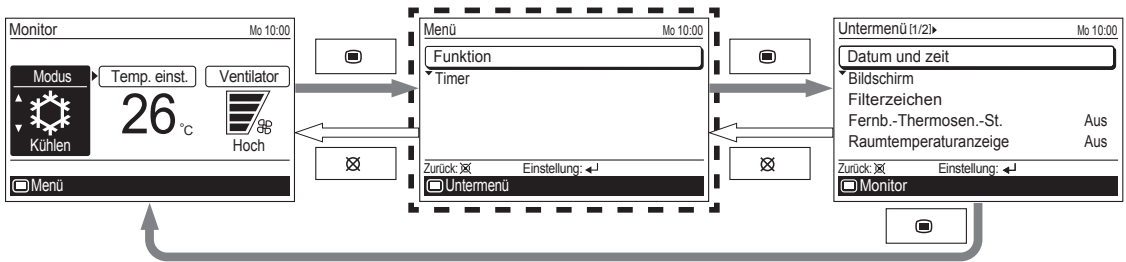 Monitor Mo 10:00
Modus Temp. einst. Ventilator
26 °C
Kühlen Hoch
Menü
Menü Mo 10:00
Funktion
Timer
Zurück: Einstellung:
Untermenü
Untermenü [1/2] Mo 10:00
Datum und zeit
Bildschirm
Filterzeichen
Fernb.-Thermosen.-St. Aus
Raumtemperaturanzeige Aus
Zurück: Einstellung:
Monitor